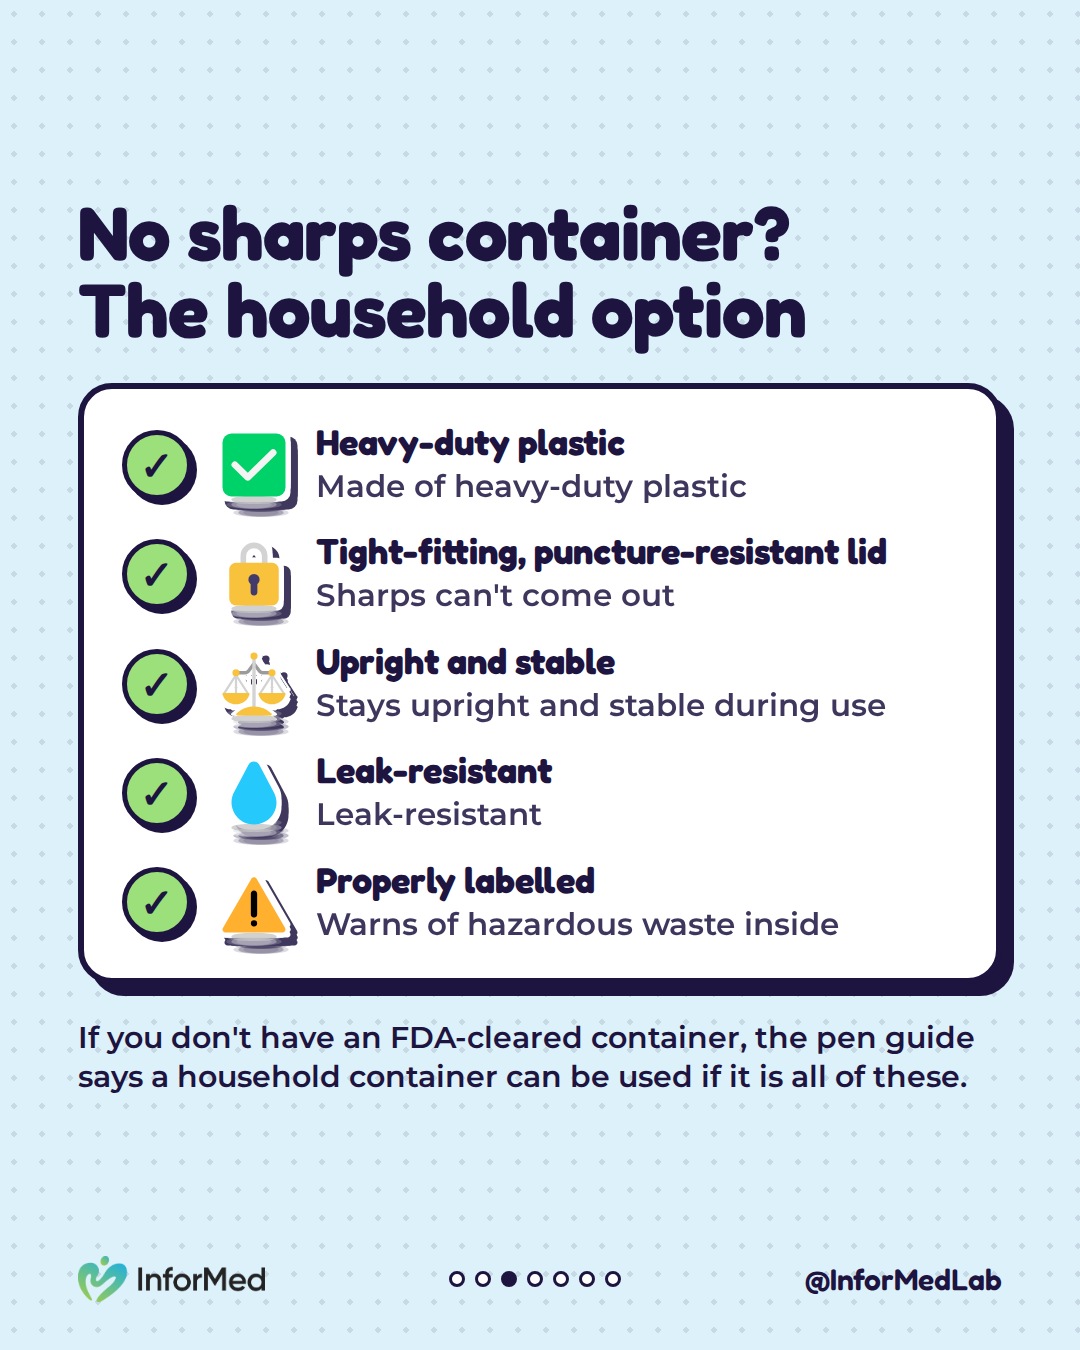 No sharps container?
The household option
Heavy-duty plastic
Made of heavy-duty plastic
Tight-fitting, puncture-resistant lid
Sharps can't come out
Upright and stable
Stays upright and stable during use
Leak-resistant
Leak-resistant
Properly labelled
Warns of hazardous waste inside
If you don't have an FDA-cleared container, the pen guide
says a household container can be used if it is all of these.
InforMed
@InforMedLab